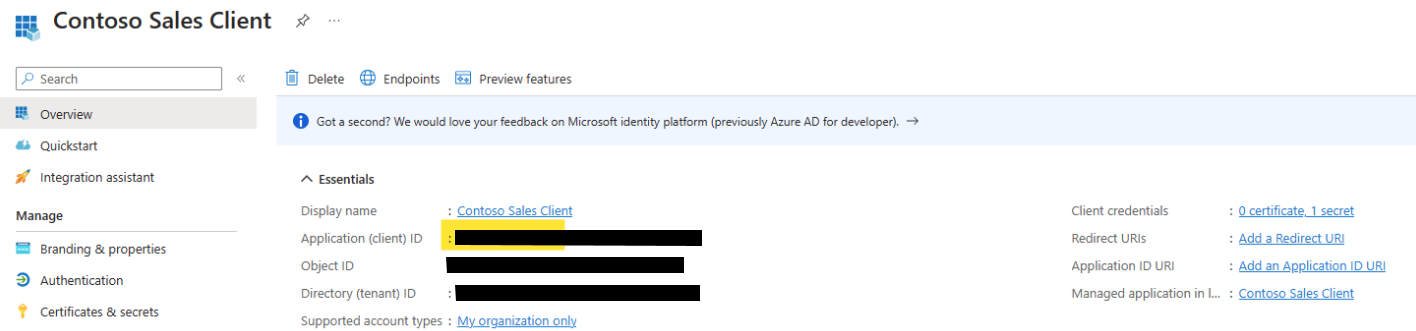 Contoso Sales Client
Search
Overview
Quickstart
Integration assistant
Manage
Branding & properties
Authentication
Certificates & secrets
Delete Endpoints Preview features
Got a second? We would love your feedback on Microsoft identity platform (previously Azure AD for developer). →
Essentials
Display name : Contoso Sales Client
Application (client) ID :
Object ID
Directory (tenant) ID :
Supported account types : My organization only
Client credentials : 0 certificate, 1 secret
Redirect URIs : Add a Redirect URI
Application ID URI : Add an Application ID URI
Managed application in l... : Contoso Sales Client